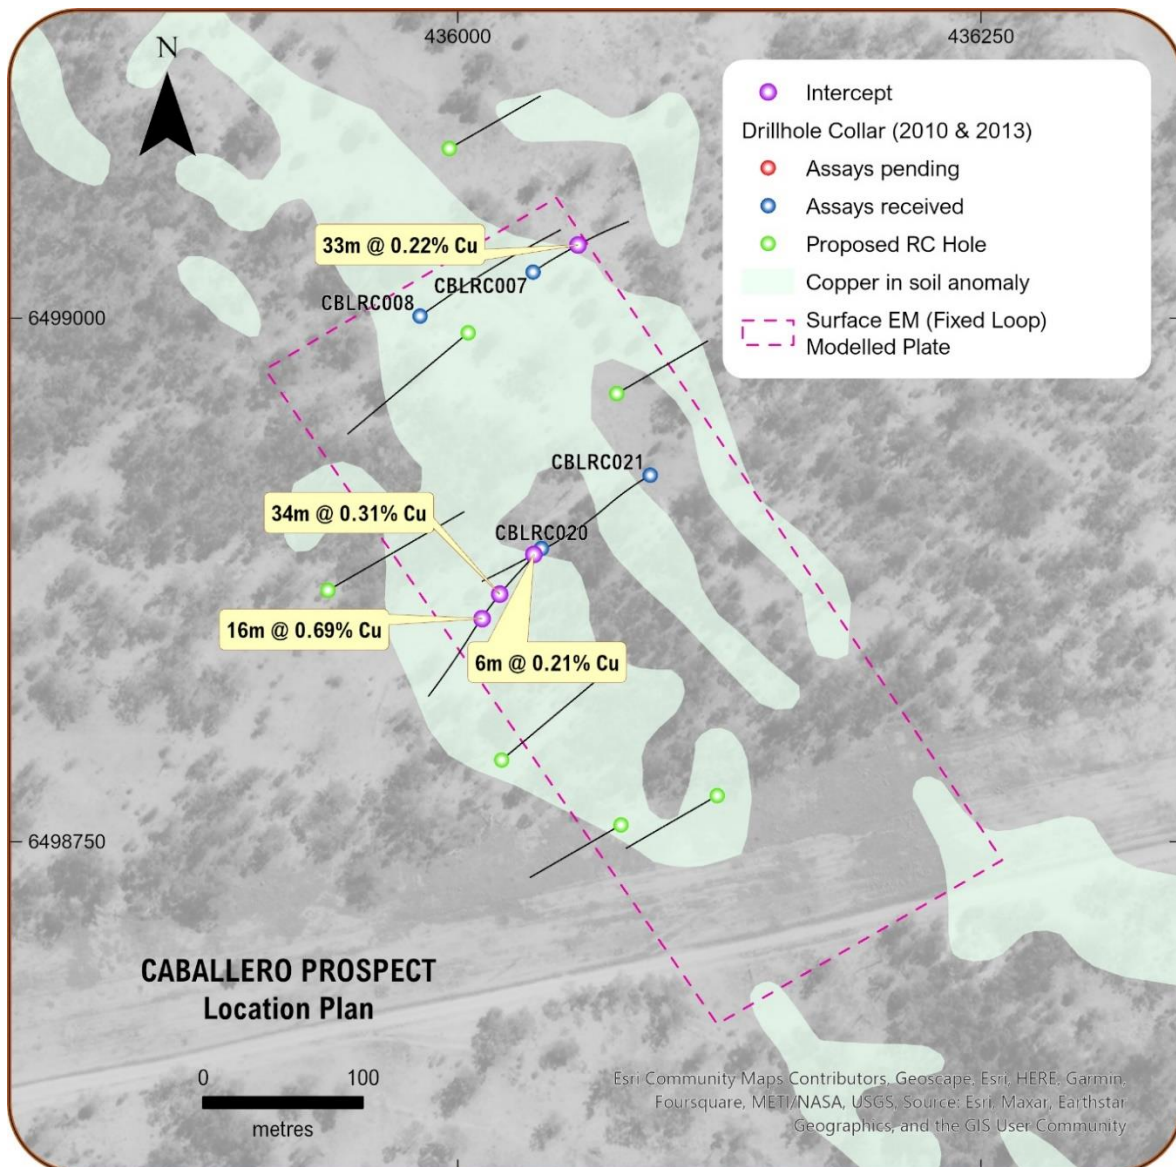 436000
436250
N
Intercept
Drillhole Collar (2010 & 2013)
Assays pending
Assays received
Proposed RC Hole
Copper in soil anomaly
Surface EM (Fixed Loop)
Modelled Plate
33m @ 0.22% Cu
CBLRC007
CBLRC008
6499000
CBLRC021
34m @ 0.31% Cu
CBLRC020
16m @ 0.69% Cu
6m @ 0.21% Cu
6498750
CABALLERO PROSPECT
Location Plan
0 100
metres
Esri Community Maps Contributors, Geoscape, Esri, HERE, Garmin,
Foursquare, METI/NASA, USGS, Source: Esri, Maxar, Earthstar
Geographics, and the GIS User Community